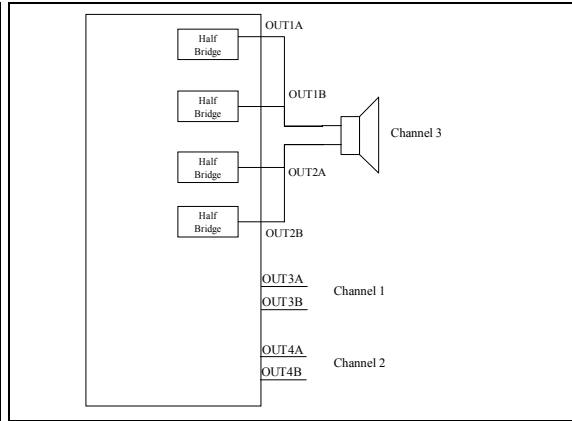 OUT1A
Half
Bridge
OUT1B
Half
Bridge
Channel 3
Half
Bridge
OUT2A
Half
Bridge
OUT2B
OUT3A
Channel 1
OUT3B
OUT4A
Channel 2
OUT4B